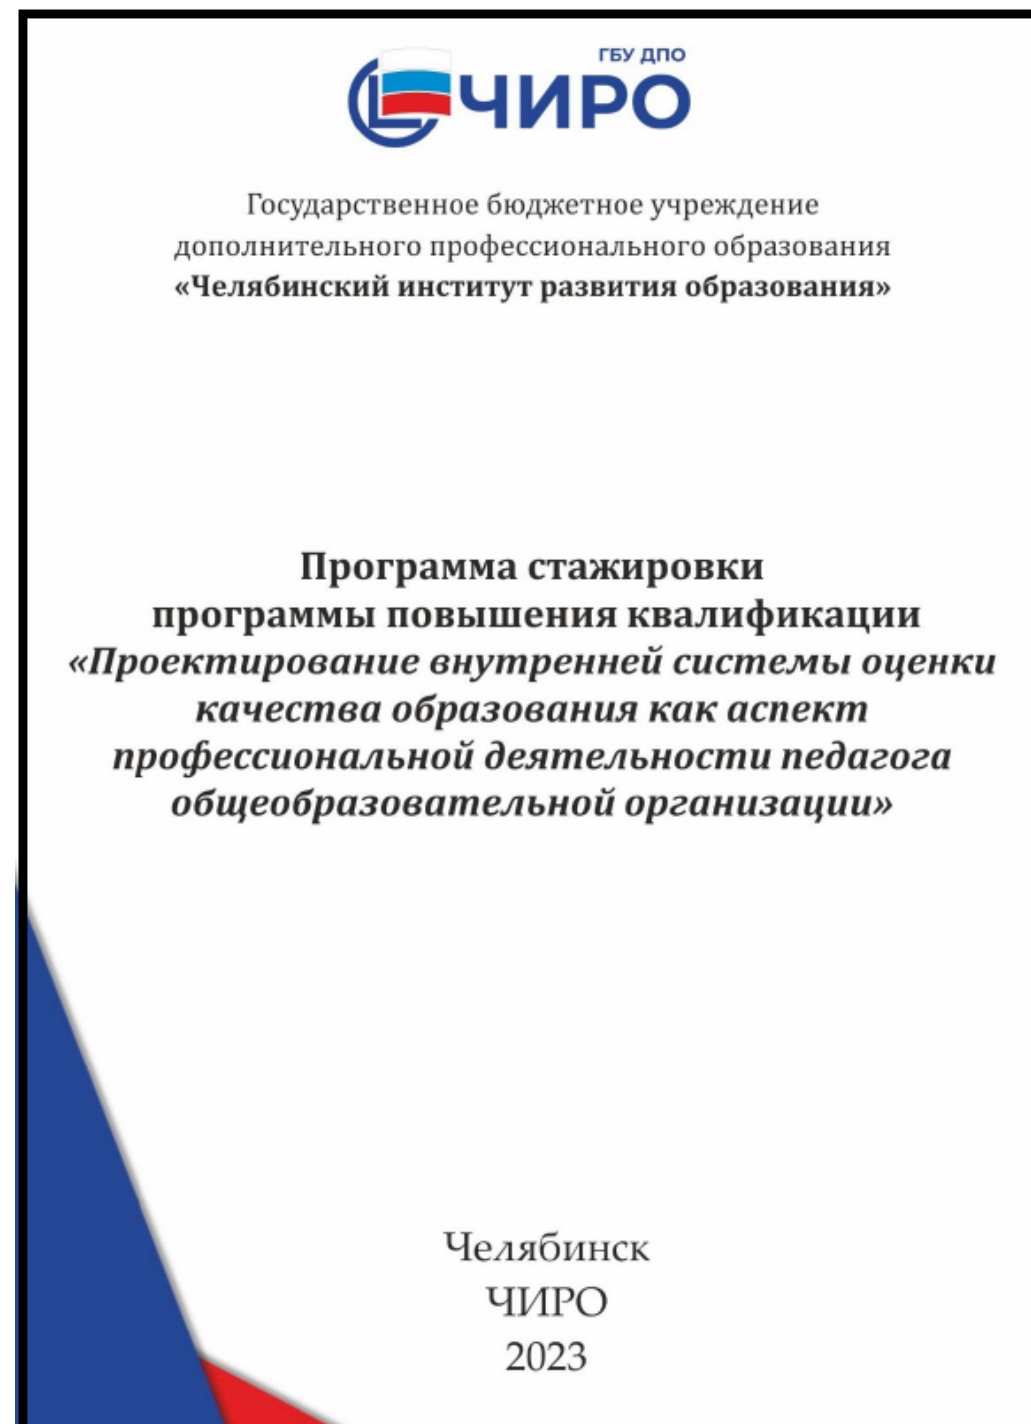 ГБУ ДПО
ЧИРО
Государственное бюджетное учреждение
дополнительного профессионального образования
«Челябинский институт развития образования»
Программа стажировки
программы повышения квалификации
«Проектирование внутренней системы оценки
качества образования как аспект
профессиональной деятельности педагога
общеобразовательной организации»
Челябинск
ЧИРО
2023